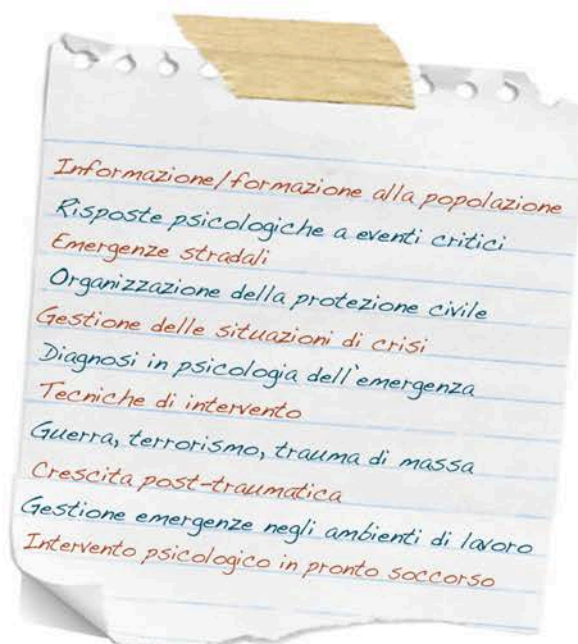 Informazione/formazione alla popolazione
Risposte psicologiche a eventi critici
Emergenze stradali
Organizzazione della protezione civile
Gestione delle situazioni di crisi
Diagnosi in psicologia dell'emergenza
Tecniche di intervento
Guerra, terrorismo, trauma di massa
Crescita post-traumatica
Gestione emergenze negli ambienti di lavoro
Intervento psicologico in pronto soccorso